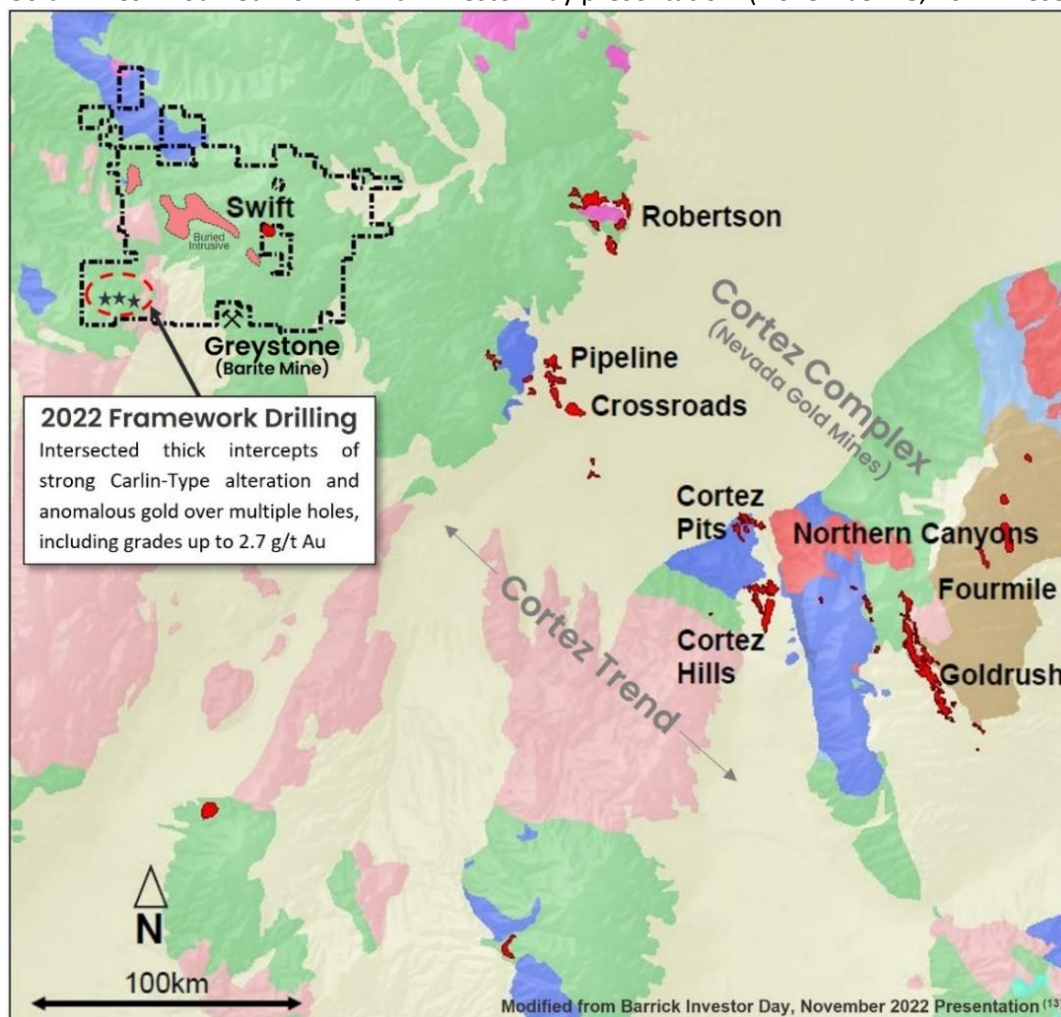 Swift
Buried
Intrusive
Robertson
Greystone
(Barite Mine)
Pipeline
Crossroads
Cortez Complex
(Nevada Gold Mines)
2022 Framework Drilling
Intersected thick intercepts of
strong Carlin-Type alteration and
anomalous gold over multiple holes,
including grades up to 2.7 g/t Au
Cortez
Pits
Northern Canyons
Fourmile
Cortez Trend
Cortez
Hills
Goldrush
N
100km
Modified from Barrick Investor Day, November 2022 Presentation (13)